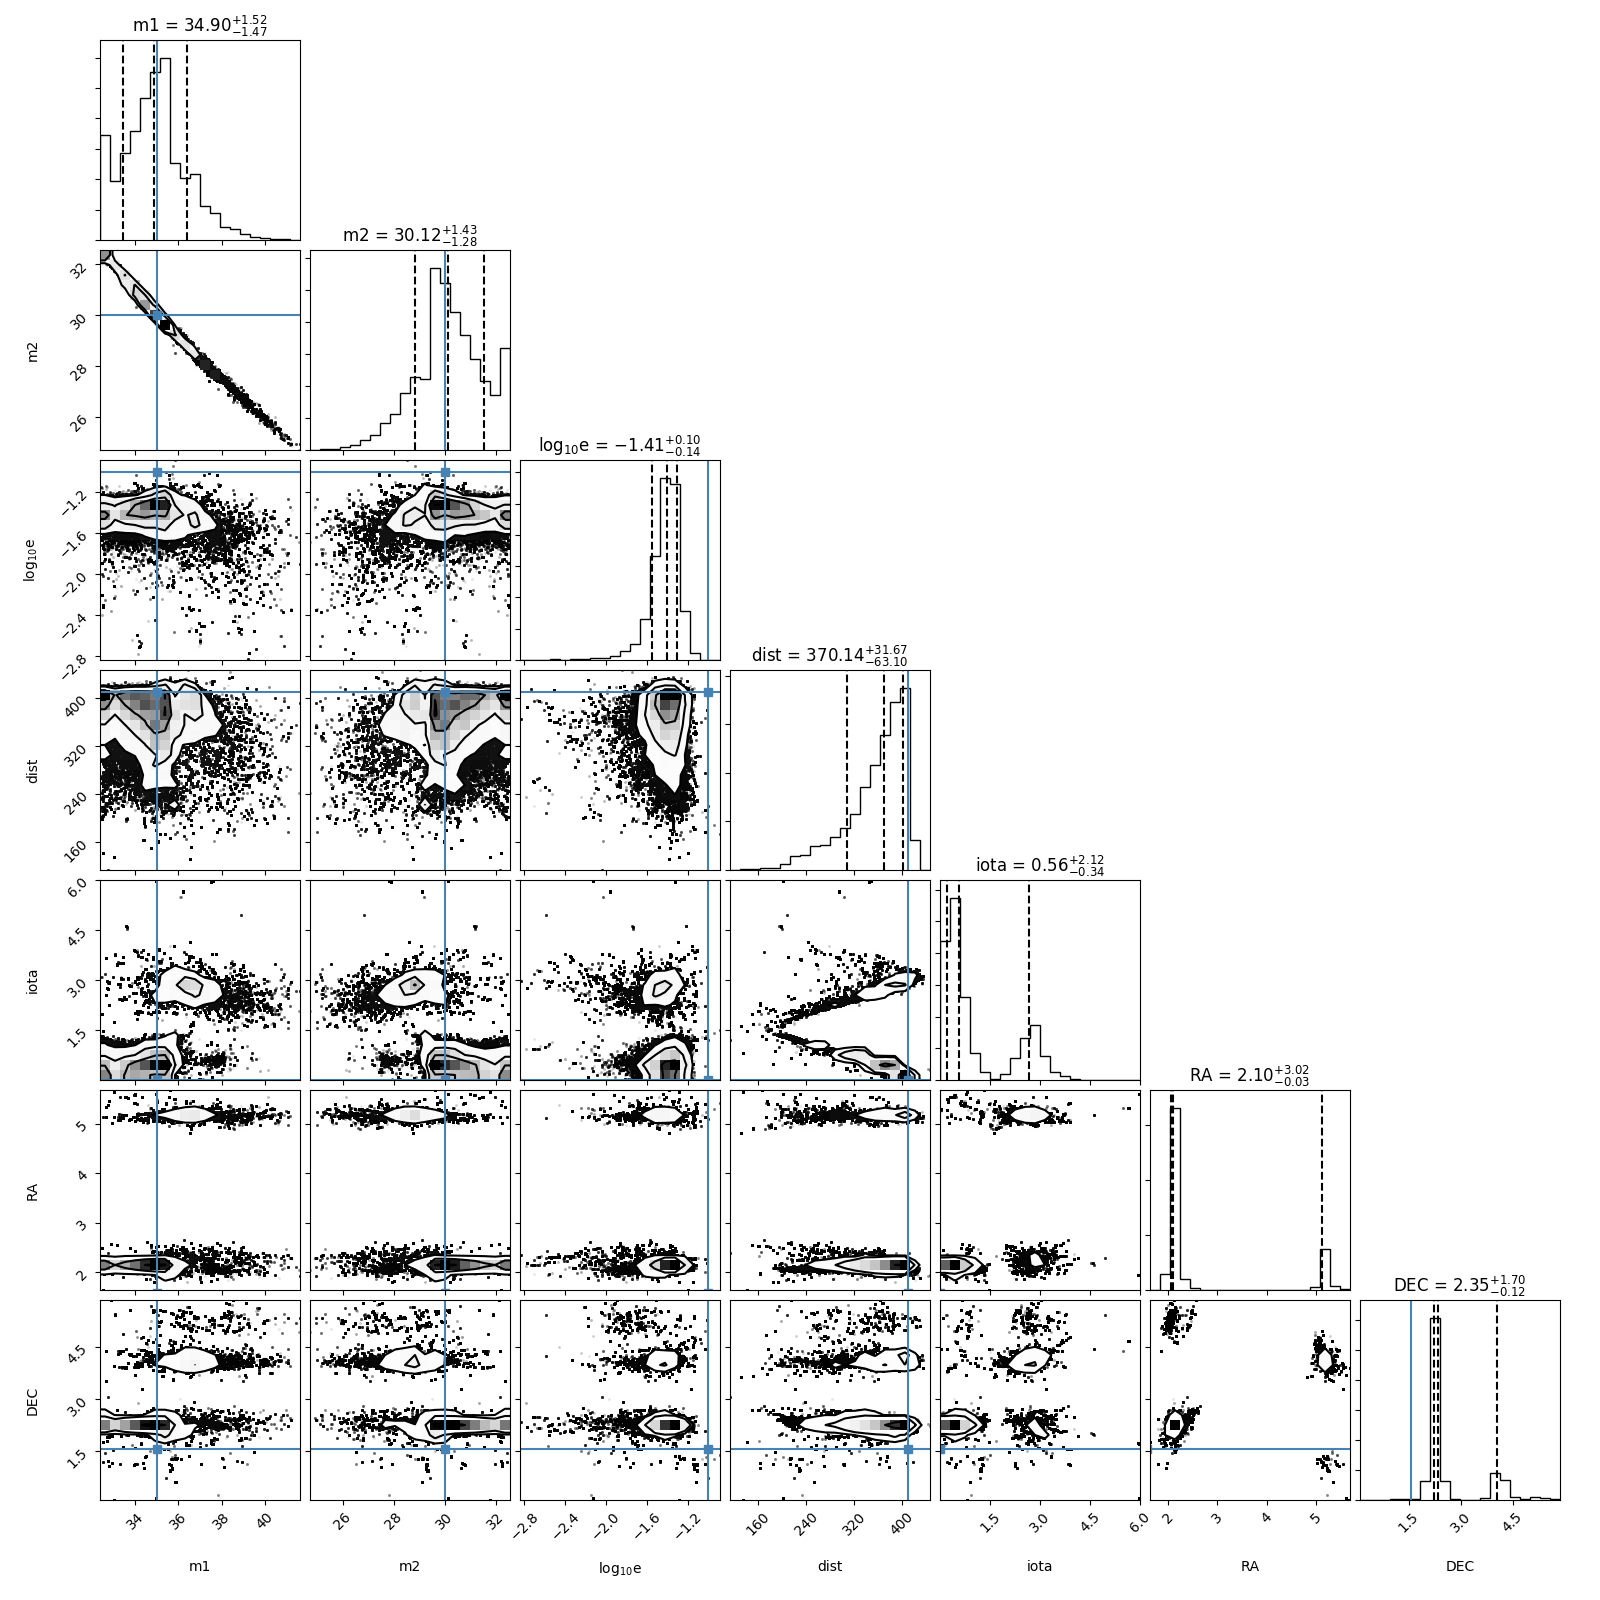 m1 = 34.90+1.52−1.47
m2 = 30.12+1.43−1.28
32
30
28
26
m2
log10e = −1.41+0.10−0.14
−1.2
−1.6
−2.0
−2.4
−2.8
log10e
dist = 370.14+31.67−63.10
400
320
240
160
dist
iota = 0.56+2.12−0.34
6.0
4.5
3.0
1.5
iota
RA = 2.10+3.02−0.03
5
4
3
2
RA
DEC = 2.35+1.70−0.12
4.5
3.0
1.5
DEC
34 36 38 40 26 28 30 32 −2.8 −2.4 −2.0 −1.6 −1.2 160 240 320 400 1.5 3.0 4.5 6.0 2 3 4 5 1.5 3.0 4.5
m1 m2 log10e dist iota RA DEC